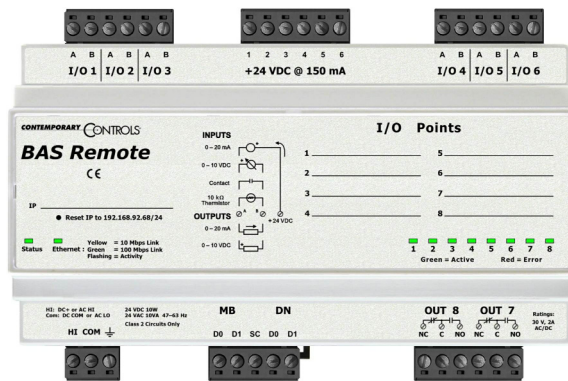 A B A B A B
I/O 1 I/O 2 I/O 3
1 2 3 4 5 6
+24 VDC @ 150 mA
A B A B A B
I/O 4 I/O 5 I/O 6
CONTEMPORARY CONTROLS
BAS Remote
CE
IP
Reset IP to 192.168.92.68/24
Status
Ethernet : Yellow = 10 Mbps Link
Green = 100 Mbps Link
Flashing = Activity
INPUTS
0 – 20 mA
0 – 10 VDC
Contact
10 kΩ
Thermistor
A B
+24 VDC
OUTPUTS
0 – 20 mA
0 – 10 VDC
I/O Points
1 5
2 6
3 7
4 8
1 2 3 4 5 6 7 8
Green = Active Red = Error
HI: DC+ or AC HI
Com: DC COM or AC LO
24 VDC 10W
24 VAC 10VA 47–63 Hz
Class 2 Circuits Only
HI COM
MB DN
D0 D1 SC D0 D1
OUT 8 OUT 7
NC C NO NC C NO
Ratings:
30 V, 2A
AC/DC